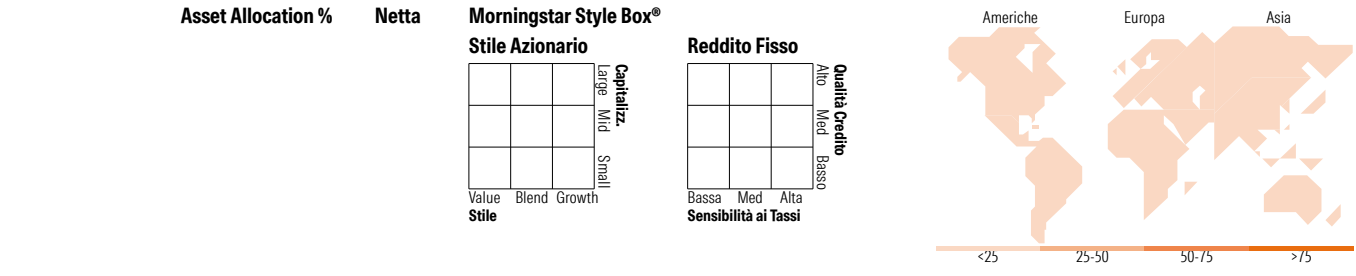 Asset Allocation % Netta
Morningstar Style Box®
Stile Azionario
Large Mid Small
Capitalizz.
Value Blend Growth
Stile
Reddito Fisso
Alto Med Basso
Qualità Credito
Bassa Med Alta
Sensibilità ai Tassi
Americhe Europa Asia
<25 25-50 50-75 >75